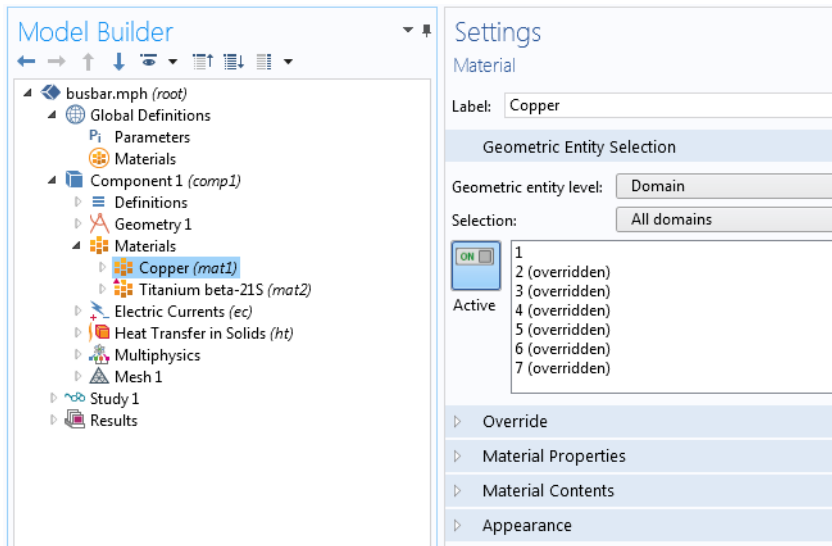 Model Builder
busbar.mph (root)
Global Definitions
Pi Parameters
Materials
Component 1 (comp1)
Definitions
Geometry 1
Materials
Copper (mat1)
Titanium beta-21S (mat2)
Electric Currents (ec)
Heat Transfer in Solids (ht)
Multiphysics
Mesh 1
Study 1
Results
Settings
Material
Label: Copper
Geometric Entity Selection
Geometric entity level: Domain
Selection: All domains
ON
Active
1
2 (overridden)
3 (overridden)
4 (overridden)
5 (overridden)
6 (overridden)
7 (overridden)
Override
Material Properties
Material Contents
Appearance